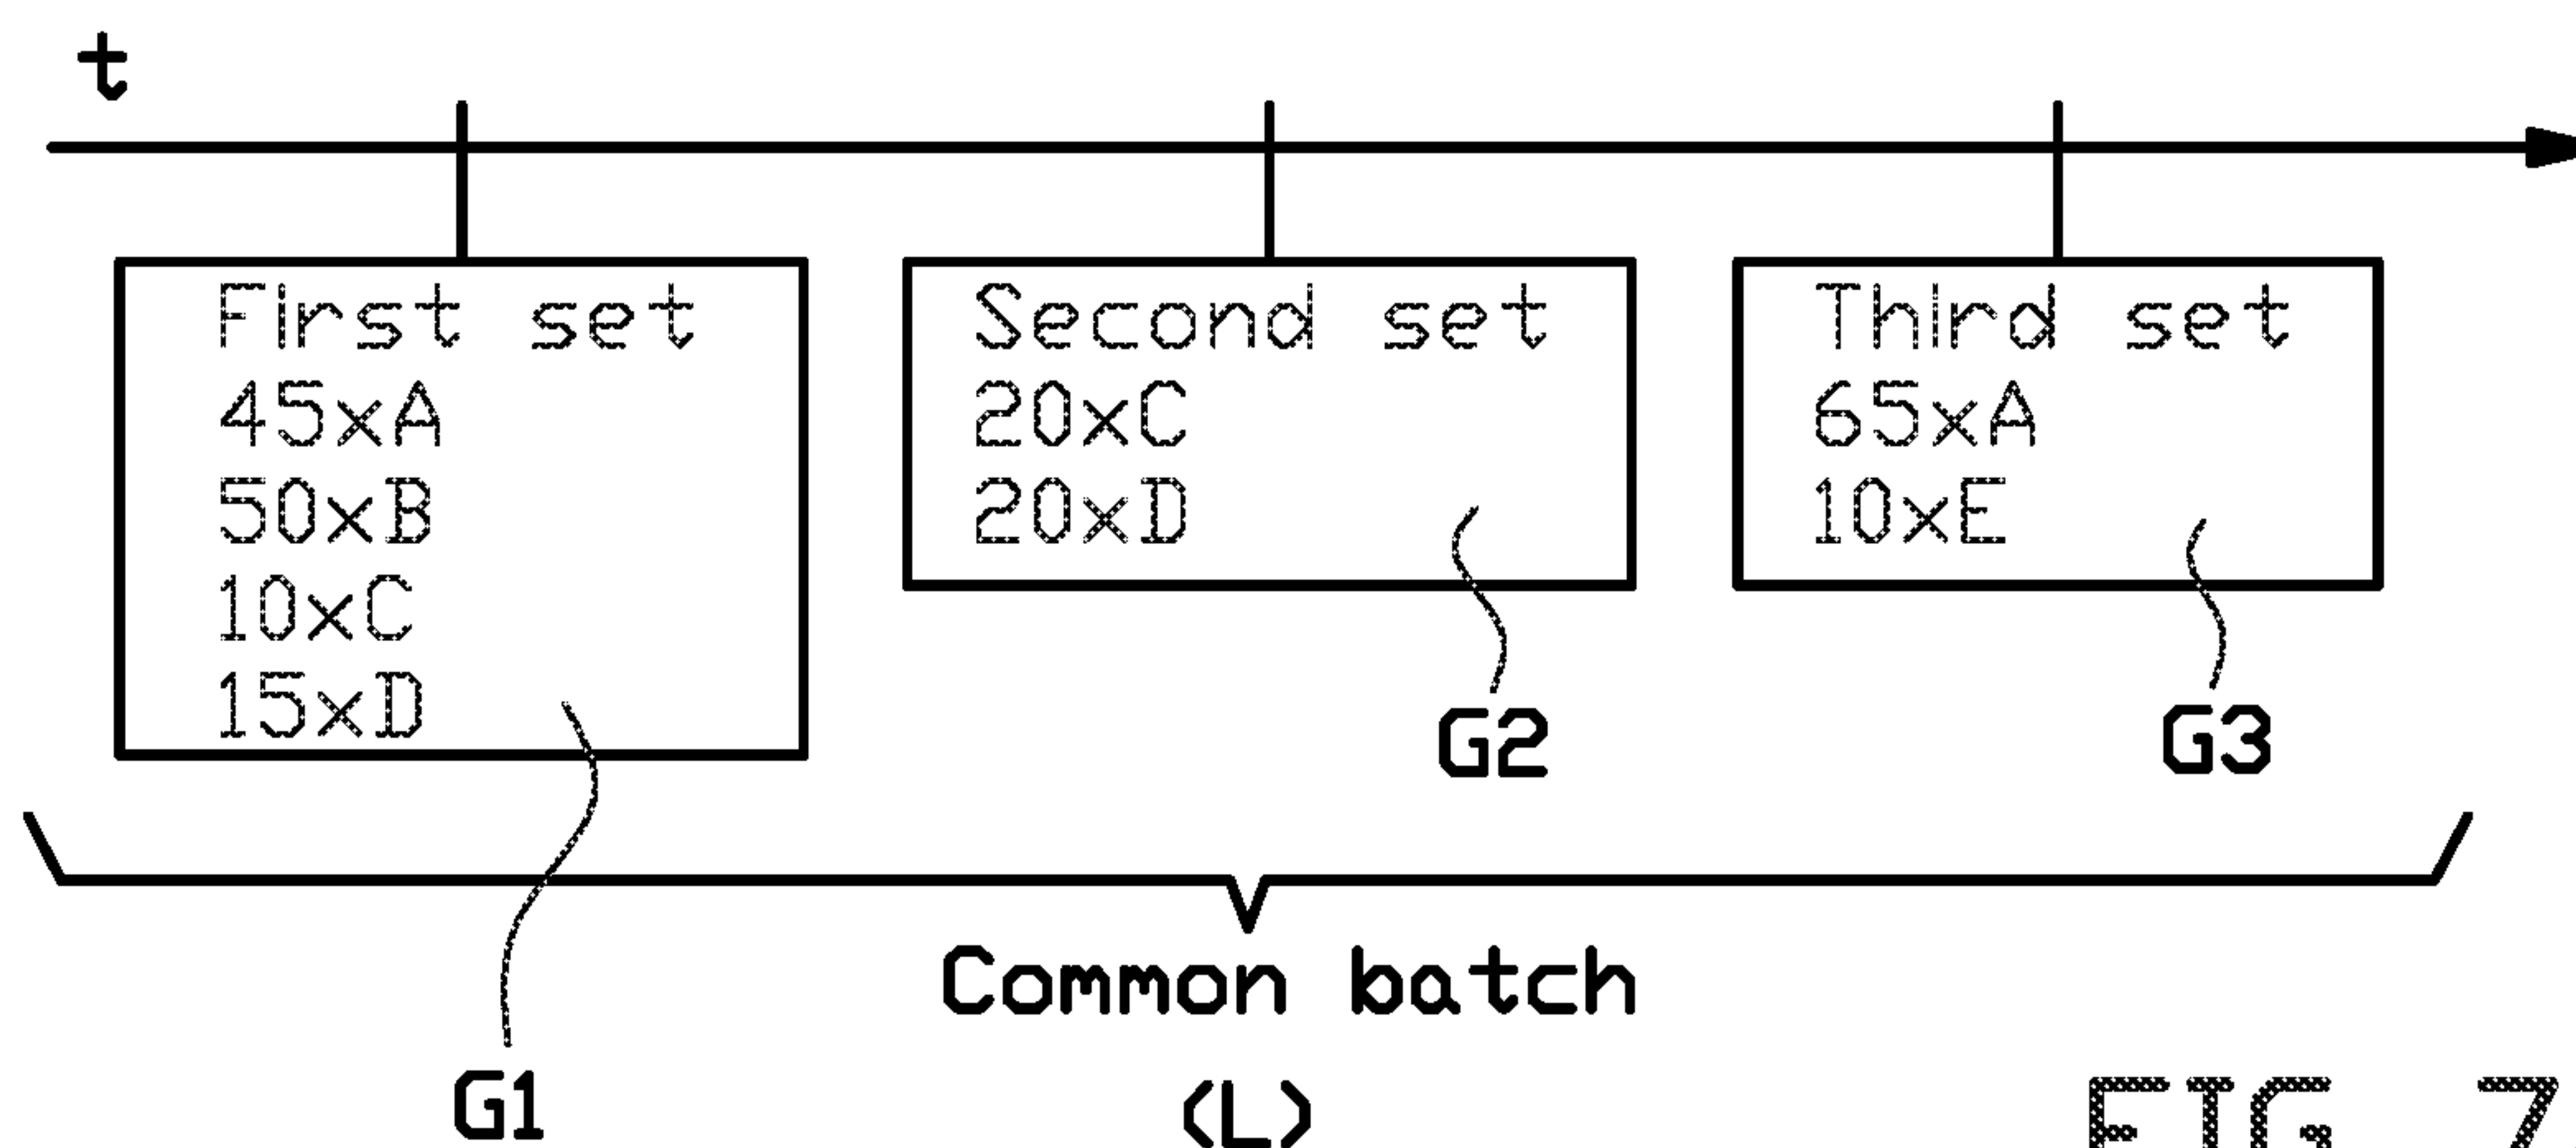 t
First set
45xA
50xB
10xC
15xD
Second set
20xC
20xD
Third set
65xA
10xE
G2
G3
Common batch
G1
(L)
FIG 7